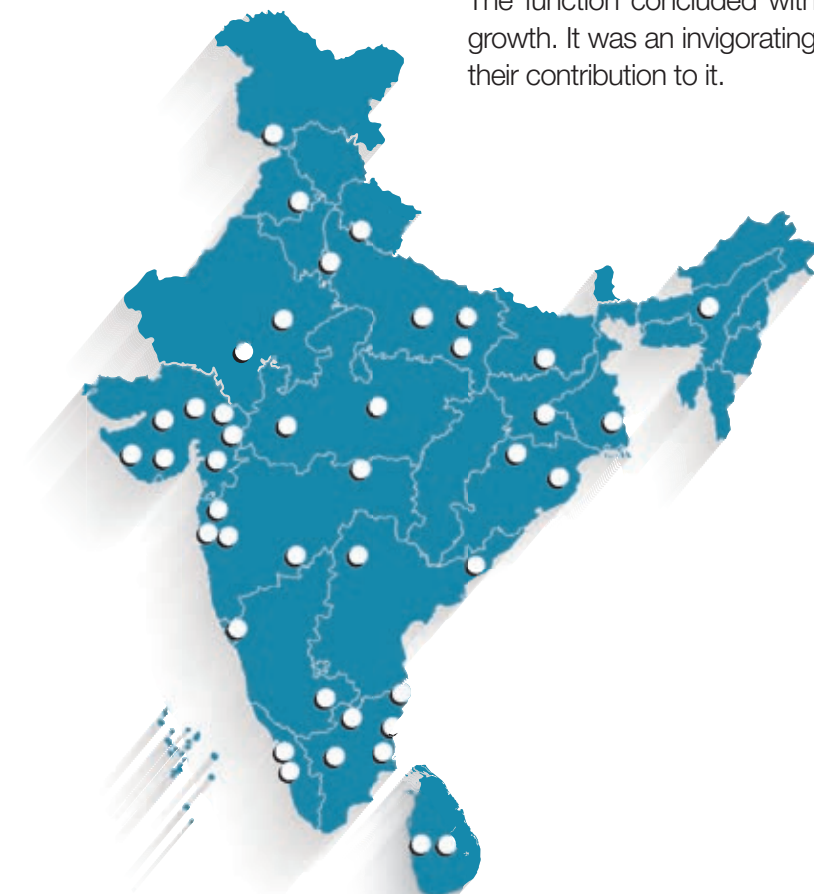 The function concluded with
growth. It was an invigorating
their contribution to it.